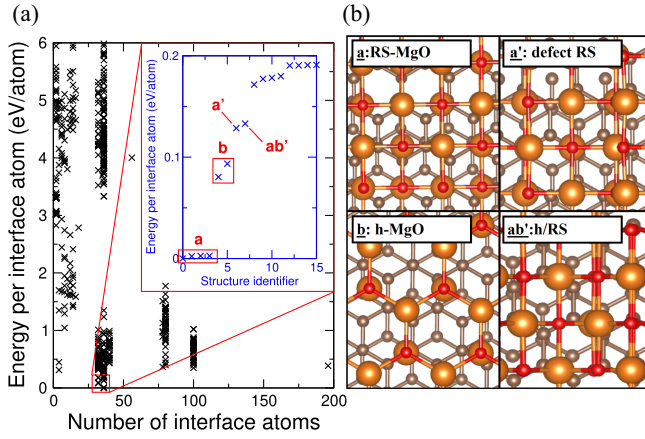 (a)
(b)
Energy per interface atom (eV/atom)
6
5
4
3
2
1
0
0
50
100
150
200
Number of interface atoms
Energy per interface atom (eV/atom)
0.2
0.1
0
0
5
10
15
Structure identifier
a'
ab'
b
a
a:RS-MgO
a': defect RS
b: h-MgO
ab':h/RS